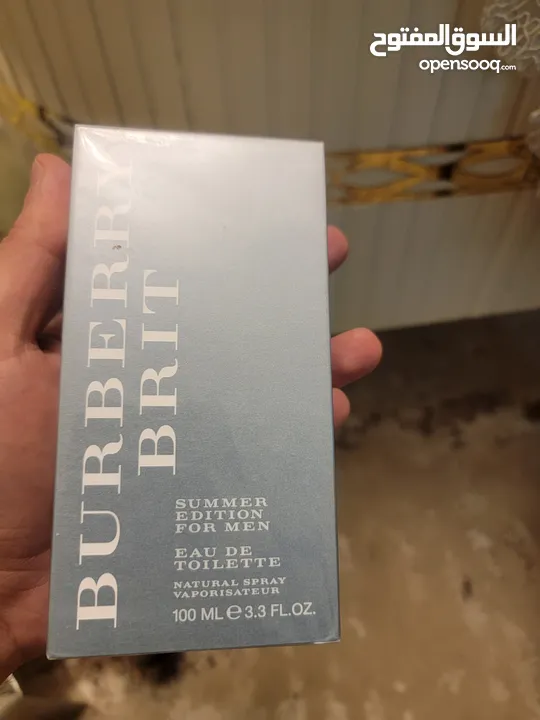 السوق المفتوح
opensooq.com
BURBERRY
BRIT
SUMMER
EDITION
FOR MEN
EAU DE
TOILETTE
NATURAL SPRAY
VAPORISATEUR
100 ML ℮ 3.3 FL.OZ.